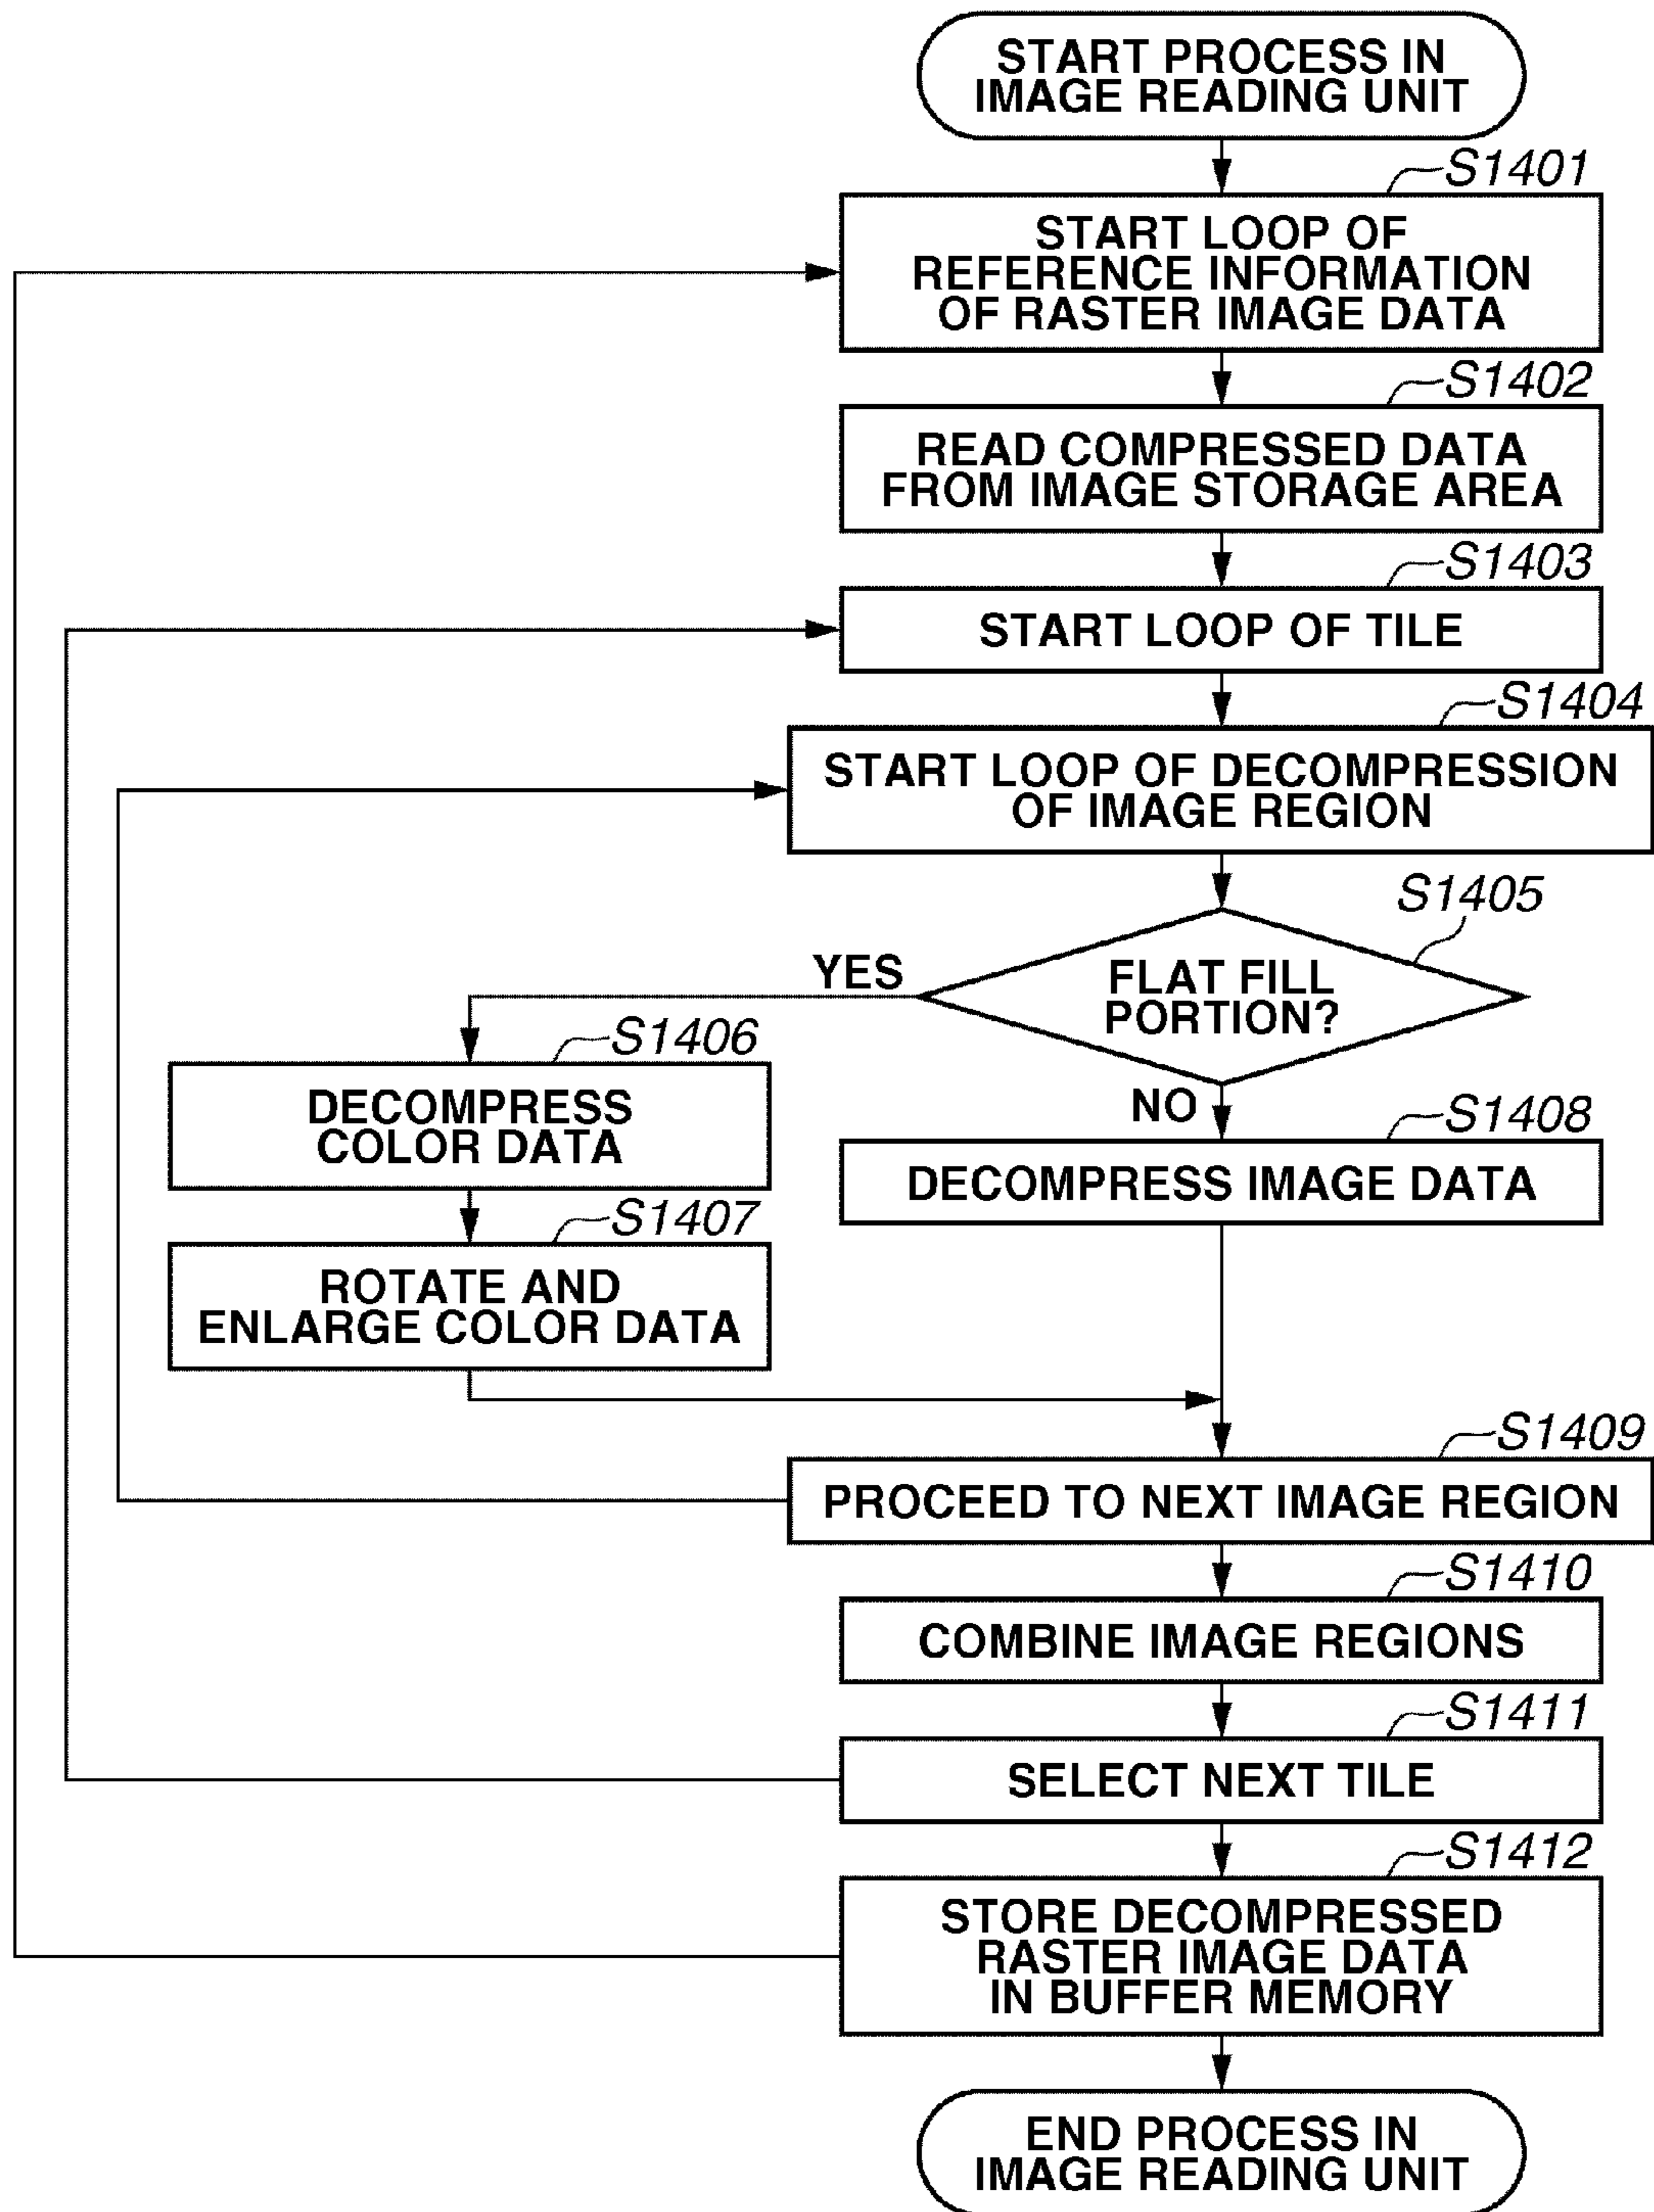 START PROCESS IN
IMAGE READING UNIT
S1401
START LOOP OF
REFERENCE INFORMATION
OF RASTER IMAGE DATA
S1402
READ COMPRESSED DATA
FROM IMAGE STORAGE AREA
S1403
START LOOP OF TILE
S1404
START LOOP OF DECOMPRESSION
OF IMAGE REGION
S1405
FLAT FILL
PORTION?
YES
S1406
DECOMPRESS
COLOR DATA
S1407
ROTATE AND
ENLARGE COLOR DATA
NO
S1408
DECOMPRESS IMAGE DATA
S1409
PROCEED TO NEXT IMAGE REGION
S1410
COMBINE IMAGE REGIONS
S1411
SELECT NEXT TILE
S1412
STORE DECOMPRESSED
RASTER IMAGE DATA
IN BUFFER MEMORY
END PROCESS IN
IMAGE READING UNIT